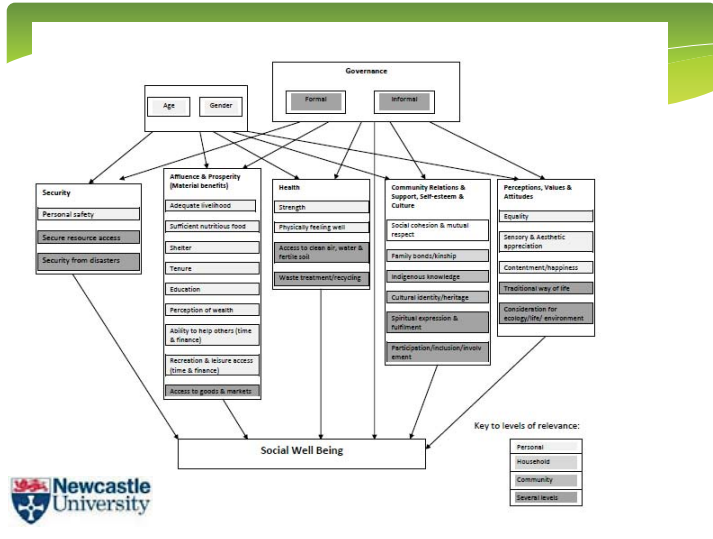 Governance
Formal
Informal
Age
Gender
Security
Personal safety
Secure resource access
Security from disasters
Affluence & Prosperity
(Material benefits)
Adequate livelihood
Sufficient nutritious food
Shelter
Tenure
Education
Perception of wealth
Ability to help others (time
& finance)
Recreation & leisure access
(time & finance)
Access to goods & markets
Health
Strength
Physically feeling well
Access to clean air, water &
fertile soil
Waste treatment/recycling
Community Relations &
Support, Self-esteem &
Culture
Social cohesion & mutual
respect
Family bonds/kinship
Indigenous knowledge
Cultural identity/heritage
Spiritual expression &
fulfilment
Participation/inclusion/involv
ement
Perceptions, Values &
Attitudes
Equality
Sensory & Aesthetic
appreciation
Contentment/happiness
Traditional way of life
Consideration for
ecology/life/ environment
Social Well Being
Key to levels of relevance:
Personal
Household
Community
Several levels
Newcastle
University